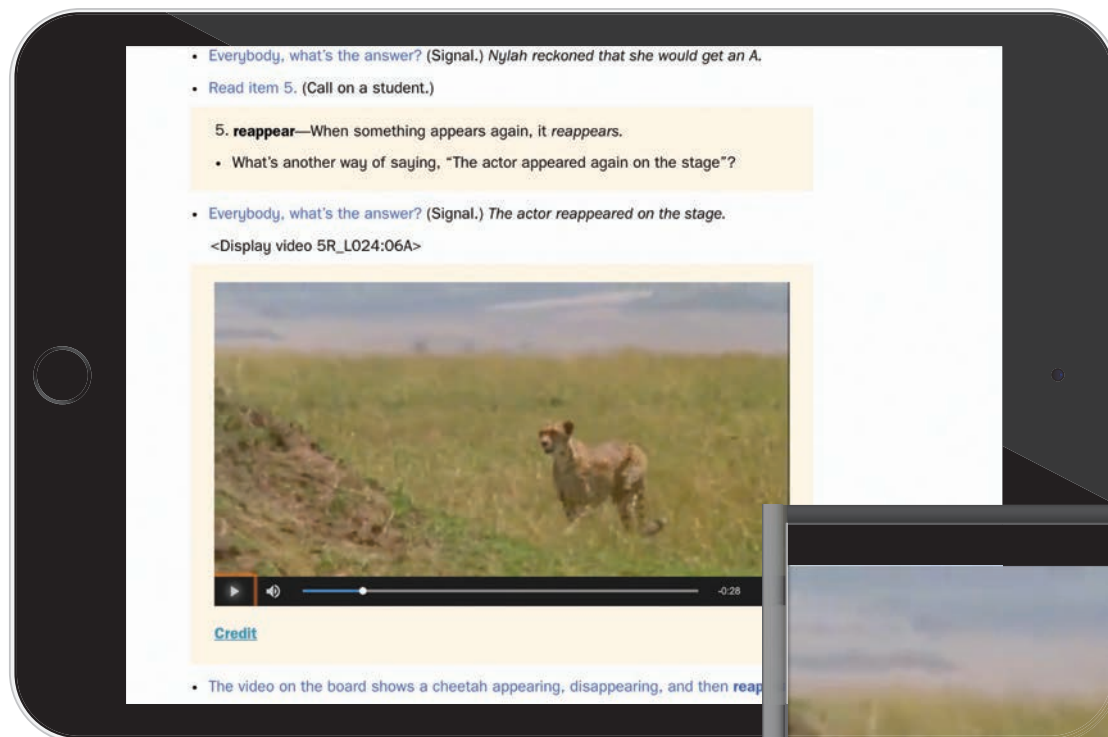 • Everybody, what's the answer? (Signal.) Nylah reckoned that she would get an A.
• Read item 5. (Call on a student.)
5. reappear—When something appears again, it reappears.
• What's another way of saying, “The actor appeared again on the stage”?
• Everybody, what's the answer? (Signal.) The actor reappeared on the stage.
<Display video 5R_L024:06A>
-0:28
Credit
• The video on the board shows a cheetah appearing, disappearing, and then